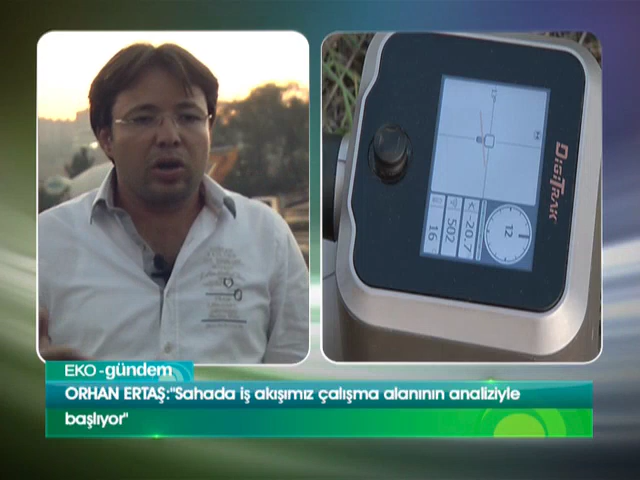 DIGITRAK
12
<-20.7
502
16
EKO - gündem
ORHAN ERTAŞ:"Sahada iş akışımız çalışma alanının analiziyle
başlıyor"